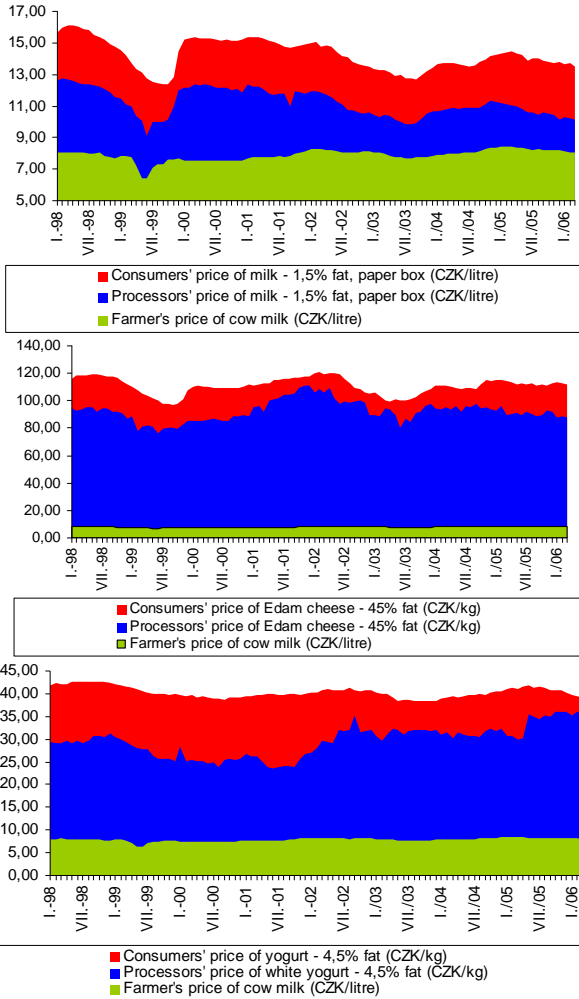 17,00
15,00
13,00
11,00
9,00
7,00
5,00
I.-98 VII.-98 I.-99 VII.-99 I.-00 VII.-00 I.-01 VII.-01 I.-02 VII.-02 I./03 VII./03 I./04 VII./04 I./05 VII./05 I./06
Consumers' price of milk - 1,5% fat, paper box (CZK/litre)
Processors' price of milk - 1,5% fat, paper box (CZK/litre)
Farmer's price of cow milk (CZK/litre)
140,00
120,00
100,00
80,00
60,00
40,00
20,00
0,00
I.-98 VII.-98 I.-99 VII.-99 I.-00 VII.-00 I.-01 VII.-01 I.-02 VII.-02 I./03 VII./03 I./04 VII./04 I./05 VII./05 I./06
Consumers' price of Edam cheese - 45% fat (CZK/kg)
Processors' price of Edam cheese - 45% fat (CZK/kg)
Farmer's price of cow milk (CZK/litre)
45,00
40,00
35,00
30,00
25,00
20,00
15,00
10,00
5,00
0,00
I.-98 VII.-98 I.-99 VII.-99 I.-00 VII.-00 I.-01 VII.-01 I.-02 VII.-02 I./03 VII./03 I./04 VII./04 I./05 VII./05 I./06
Consumers' price of yogurt - 4,5% fat (CZK/kg)
Processors' price of white yogurt - 4,5% fat (CZK/kg)
Farmer's price of cow milk (CZK/litre)